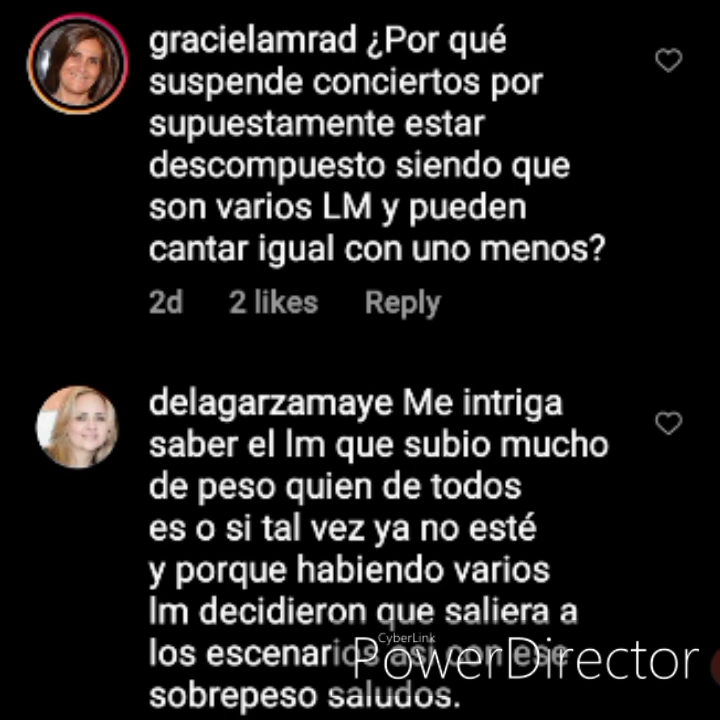 gracielamrad ¿Por qué
suspende conciertos por
supuestamente estar
descompuesto siendo que
son varios LM y pueden
cantar igual con uno menos?
2d 2 likes Reply
delagarzamaye Me intriga
saber el lm que subio mucho
de peso quien de todos
es o si tal vez ya no esté
y porque habiendo varios
lm decidieron que saliera a
los escenarios asi con ese
sobrepeso saludos.
CyberLink
PowerDirector